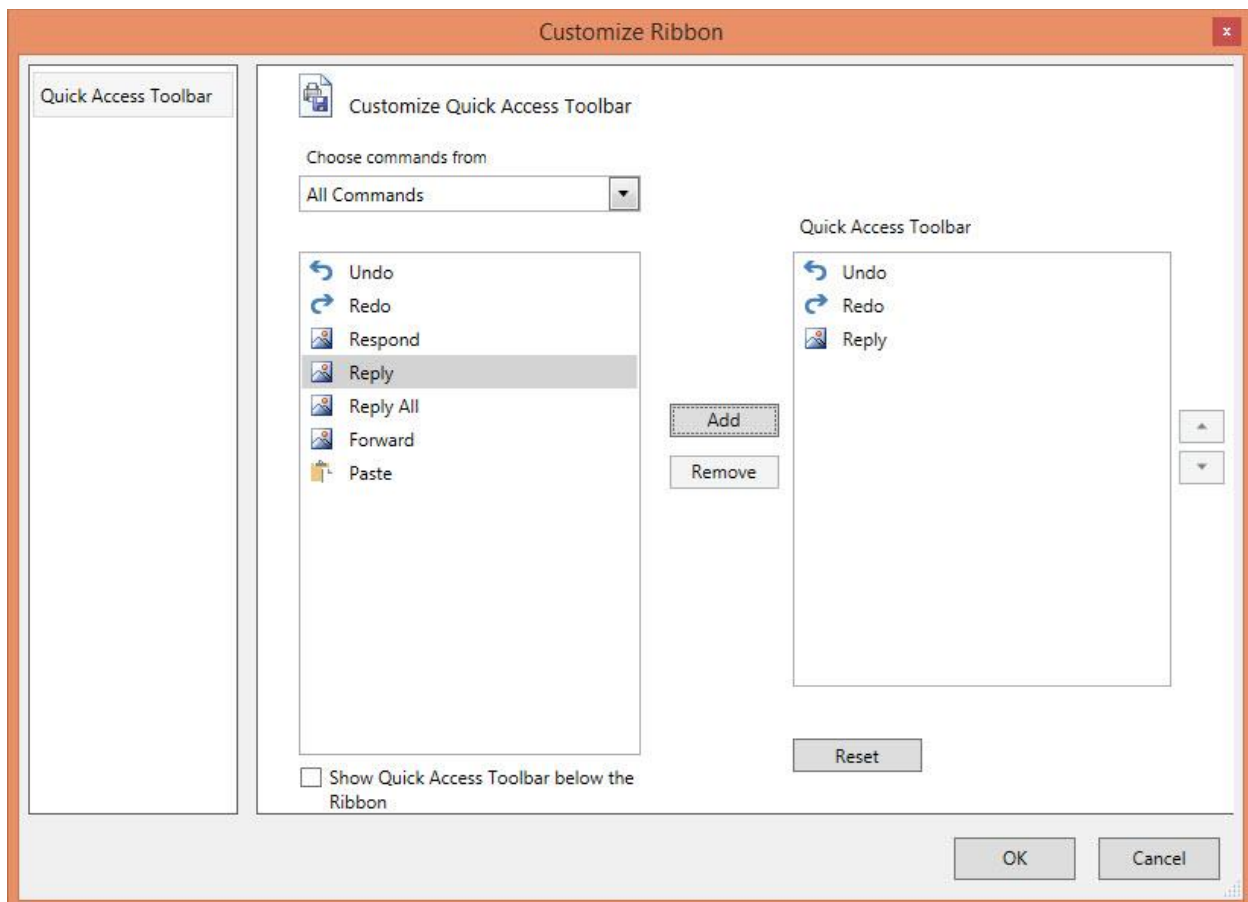 Customize Ribbon
x
Quick Access Toolbar
Customize Quick Access Toolbar
Choose commands from
All Commands
Quick Access Toolbar
Undo
Redo
Respond
Reply
Reply All
Forward
Paste
Add
Remove
Undo
Redo
Reply
Reset
Show Quick Access Toolbar below the
Ribbon
OK
Cancel